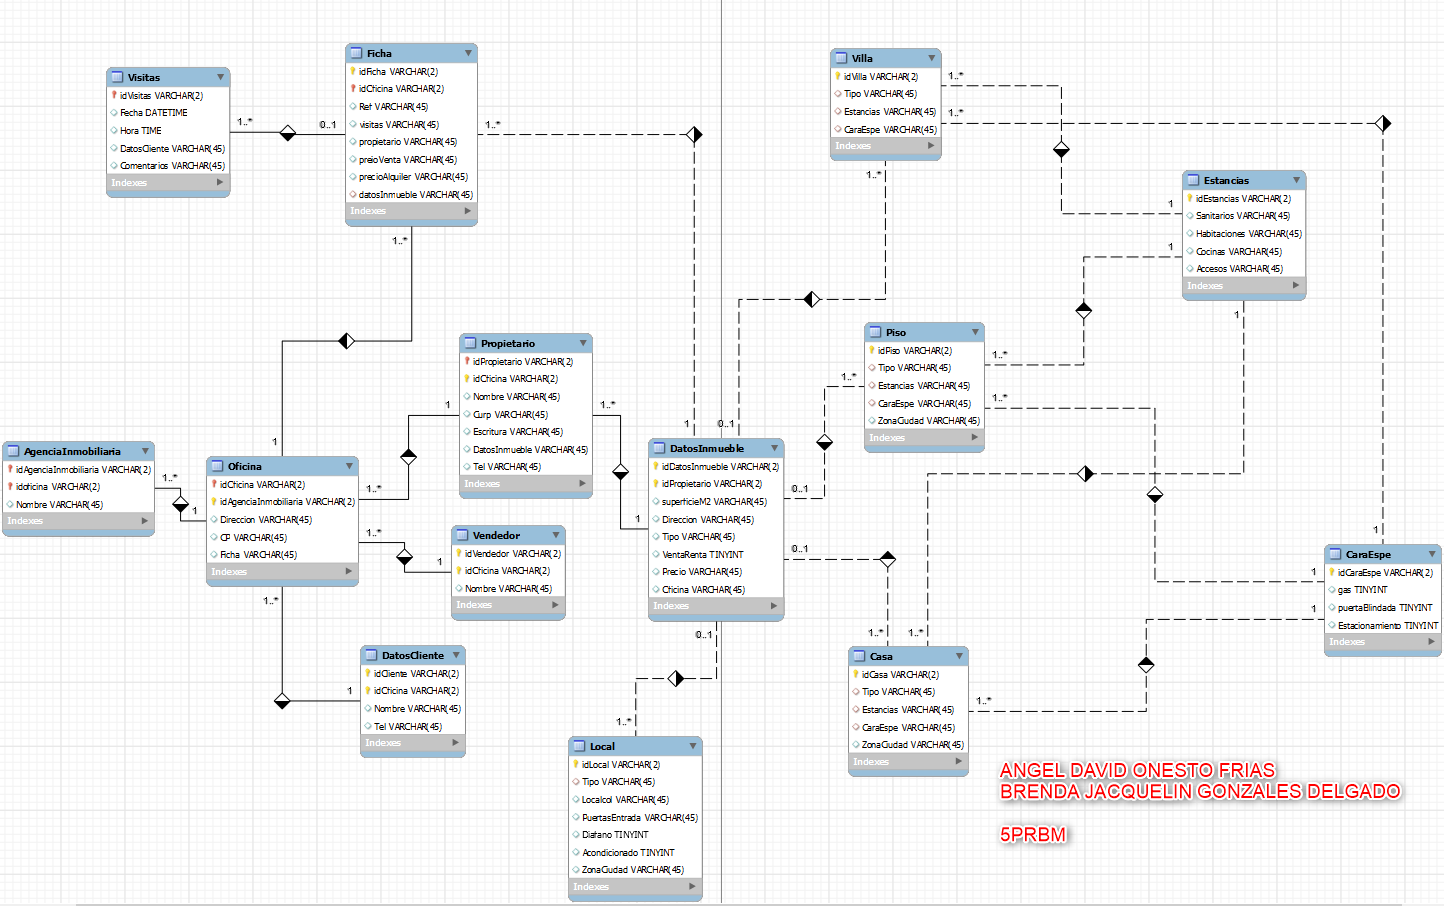 Visitas
idVisitas VARCHAR(2)
Fecha DATETIME
Hora TIME
DatosCliente VARCHAR(45)
Comentarios VARCHAR(45)
Indexes
1..*
0..1
Ficha
idFicha VARCHAR(2)
idOficina VARCHAR(2)
Ref VARCHAR(45)
visitas VARCHAR(45)
propietario VARCHAR(45)
preioVenta VARCHAR(45)
precioAlquiler VARCHAR(45)
datosInmueble VARCHAR(45)
Indexes
1..*
1..*
Villa
idVilla VARCHAR(2)
Tipo VARCHAR(45)
Estancias VARCHAR(45)
CaraEspe VARCHAR(45)
Indexes
1..*
1..*
1..*
Estancias
idEstancias VARCHAR(2)
Sanitarios VARCHAR(45)
Habitaciones VARCHAR(45)
Cocinas VARCHAR(45)
Accesos VARCHAR(45)
Indexes
1
1
1
Propietario
idPropietario VARCHAR(2)
idOficina VARCHAR(2)
Nombre VARCHAR(45)
Curp VARCHAR(45)
Escritura VARCHAR(45)
DatosInmueble VARCHAR(45)
Tel VARCHAR(45)
Indexes
1
1..*
Piso
idPiso VARCHAR(2)
Tipo VARCHAR(45)
Estancias VARCHAR(45)
CaraEspe VARCHAR(45)
ZonaCiudad VARCHAR(45)
Indexes
1..*
1..*
1..*
AgenciaInmobiliaria
idAgenciaInmobiliaria VARCHAR(2)
idoficina VARCHAR(2)
Nombre VARCHAR(45)
Indexes
1..*
1
Oficina
idOficina VARCHAR(2)
idAgenciaInmobiliaria VARCHAR(2)
Direccion VARCHAR(45)
CP VARCHAR(45)
Ficha VARCHAR(45)
Indexes
1
1..*
1..*
1..*
DatosInmueble
idDatosInmueble VARCHAR(2)
idPropietario VARCHAR(2)
superficieM2 VARCHAR(45)
Direccion VARCHAR(45)
Tipo VARCHAR(45)
VentaRenta TINYINT
Precio VARCHAR(45)
Oficina VARCHAR(45)
Indexes
1
0..1
1
0..1
0..1
0..1
Vendedor
idVendedor VARCHAR(2)
idOficina VARCHAR(2)
Nombre VARCHAR(45)
Indexes
1
CaraEspe
idCaraEspe VARCHAR(2)
gas TINYINT
puertaBlindada TINYINT
Estacionamiento TINYINT
Indexes
1
1
1
DatosCliente
idCliente VARCHAR(2)
idOficina VARCHAR(2)
Nombre VARCHAR(45)
Tel VARCHAR(45)
Indexes
1
Casa
idCasa VARCHAR(2)
Tipo VARCHAR(45)
Estancias VARCHAR(45)
CaraEspe VARCHAR(45)
ZonaCiudad VARCHAR(45)
Indexes
1..*
1..*
1..*
Local
idLocal VARCHAR(2)
Tipo VARCHAR(45)
Localcol VARCHAR(45)
PuertasEntrada VARCHAR(45)
Diafano TINYINT
Acondicionado TINYINT
ZonaCiudad VARCHAR(45)
Indexes
1..*
ANGEL DAVID ONESTO FRIAS
BRENDA JACQUELIN GONZALES DELGADO
5PRBM